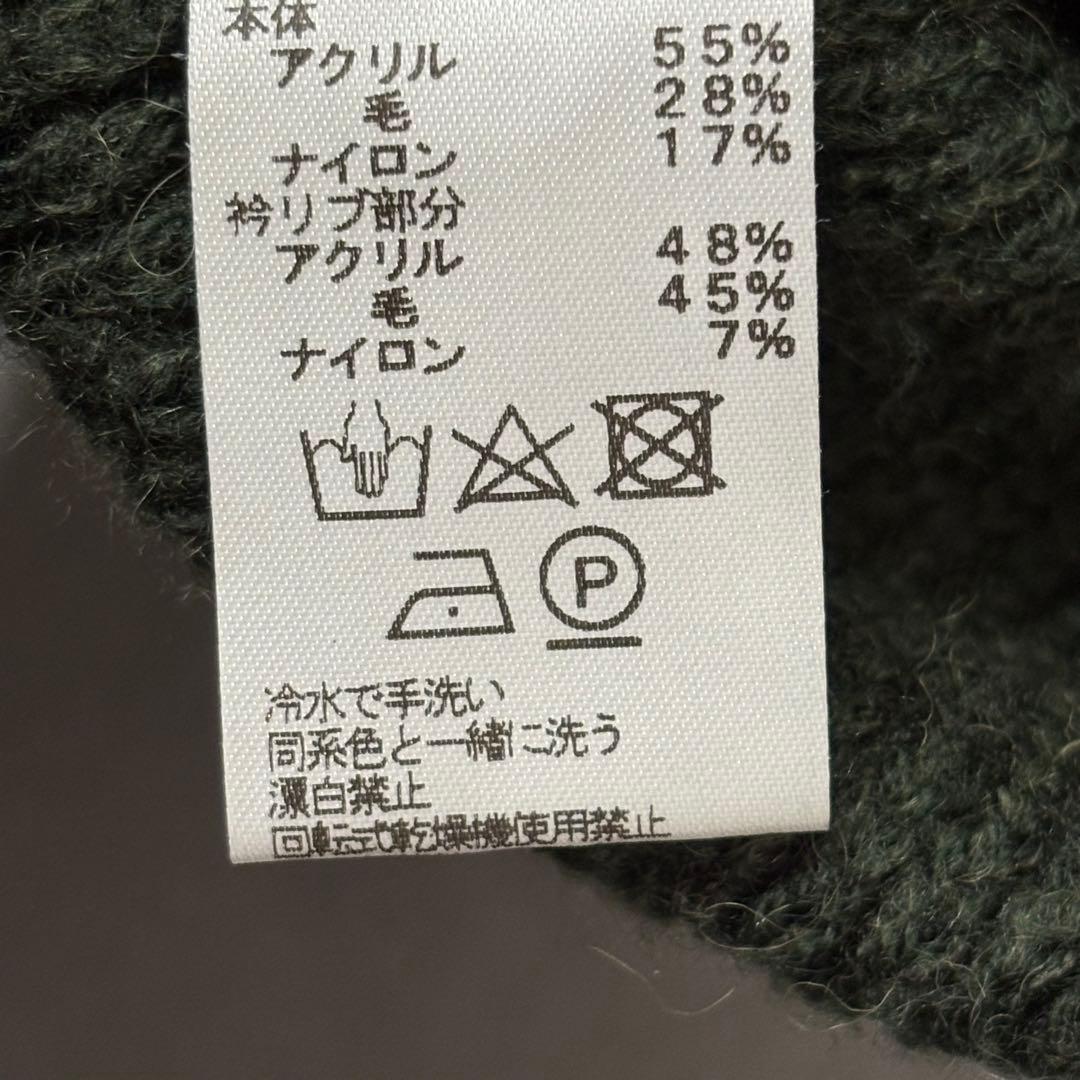 本体
アクリル 55%
毛 28%
ナイロン 17%
衿リブ部分
アクリル 48%
毛 45%
ナイロン 7%
P
冷水で手洗い
同系色と一緒に洗う
漂白禁止
回転式乾燥機使用禁止